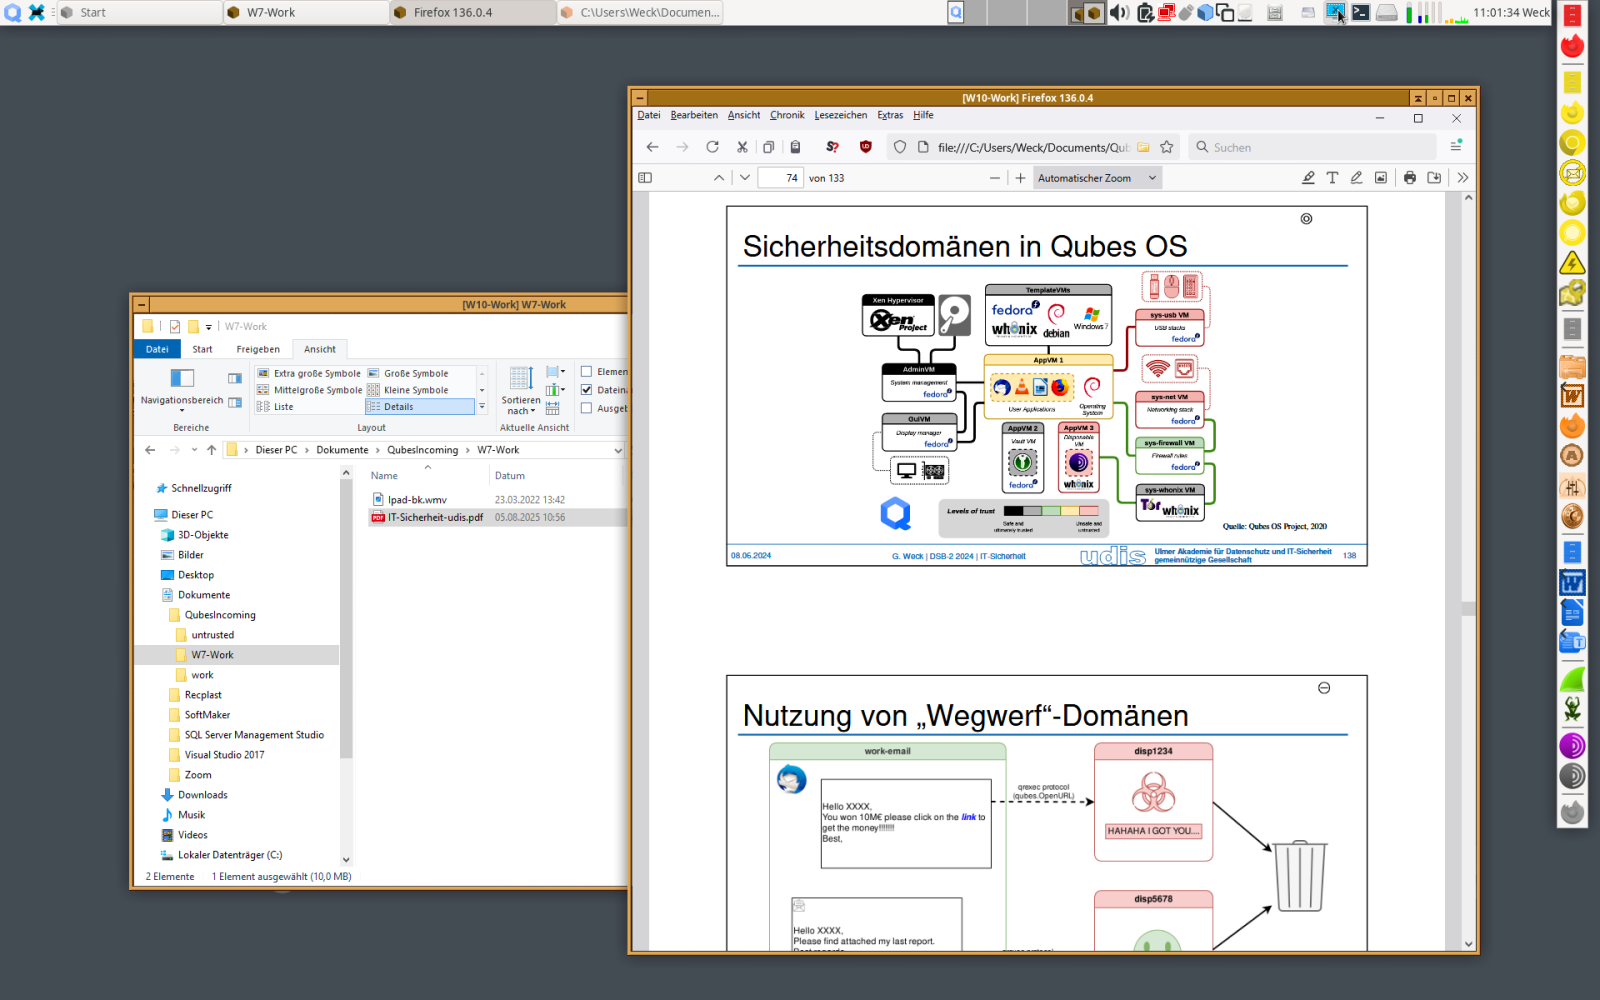 Start
W7-Work
Firefox 136.0.4
C:\Users\Weck\Documen...
11:01:34 Weck
[W10-Work] W7-Work
W7-Work
Datei
Start
Freigeben
Ansicht
Navigationsbereich
Extra große Symbole
Große Symbole
Mittelgroße Symbole
Kleine Symbole
Liste
Details
Sortieren
nach
Elemen
Dateina
Ausgeb
Bereiche
Layout
Aktuelle Ansicht
Dieser PC
Dokumente
QubesIncoming
W7-Work
Schnellzugriff
Dieser PC
3D-Objekte
Bilder
Desktop
Dokumente
QubesIncoming
untrusted
W7-Work
work
Recplast
SoftMaker
SQL Server Management Studio
Visual Studio 2017
Zoom
Downloads
Musik
Videos
Lokaler Datenträger (C:)
Name
Datum
Ipad-bk.wmv
23.03.2022 13:42
IT-Sicherheit-udis.pdf
05.08.2025 10:56
2 Elemente
1 Element ausgewählt (10,0 MB)
[W10-Work] Firefox 136.0.4
Datei Bearbeiten Ansicht Chronik Lesezeichen Extras Hilfe
file:///C:/Users/Weck/Documents/Qub
Suchen
74 von 133
Automatischer Zoom
Sicherheitsdomänen in Qubes OS
Xen Hypervisor
Xen
Project
TemplateVMs
fedora
whonix
debian
Windows 7
sys-usb VM
USB stacks
fedora
AdminVM
System management
fedora
AppVM 1
User Applications
Operating
System
sys-net VM
Networking stack
fedora
GuiVM
Display manager
fedora
AppVM 2
Vault VM
fedora
AppVM 3
Disposable
VM
whonix
sys-firewall VM
Firewall rules
fedora
sys-whonix VM
Tor
whonix
Levels of trust
Safe and
ultimately trusted
Unsafe and
untrusted
Quelle: Qubes OS Project, 2020
08.06.2024
G. Weck | DSB-2 2024 | IT-Sicherheit
udis
Ulmer Akademie für Datenschutz und IT-Sicherheit
gemeinnützige Gesellschaft
138
Nutzung von „Wegwerf“-Domänen
work-email
Hello XXXX,
You won 10M€ please click on the link to
get the money!!!!!!!
Best,
qrexec protocol
(qubes.OpenURL)
disp1234
HAHAHA I GOT YOU....
disp5678
Hello XXXX,
Please find attached my last report.